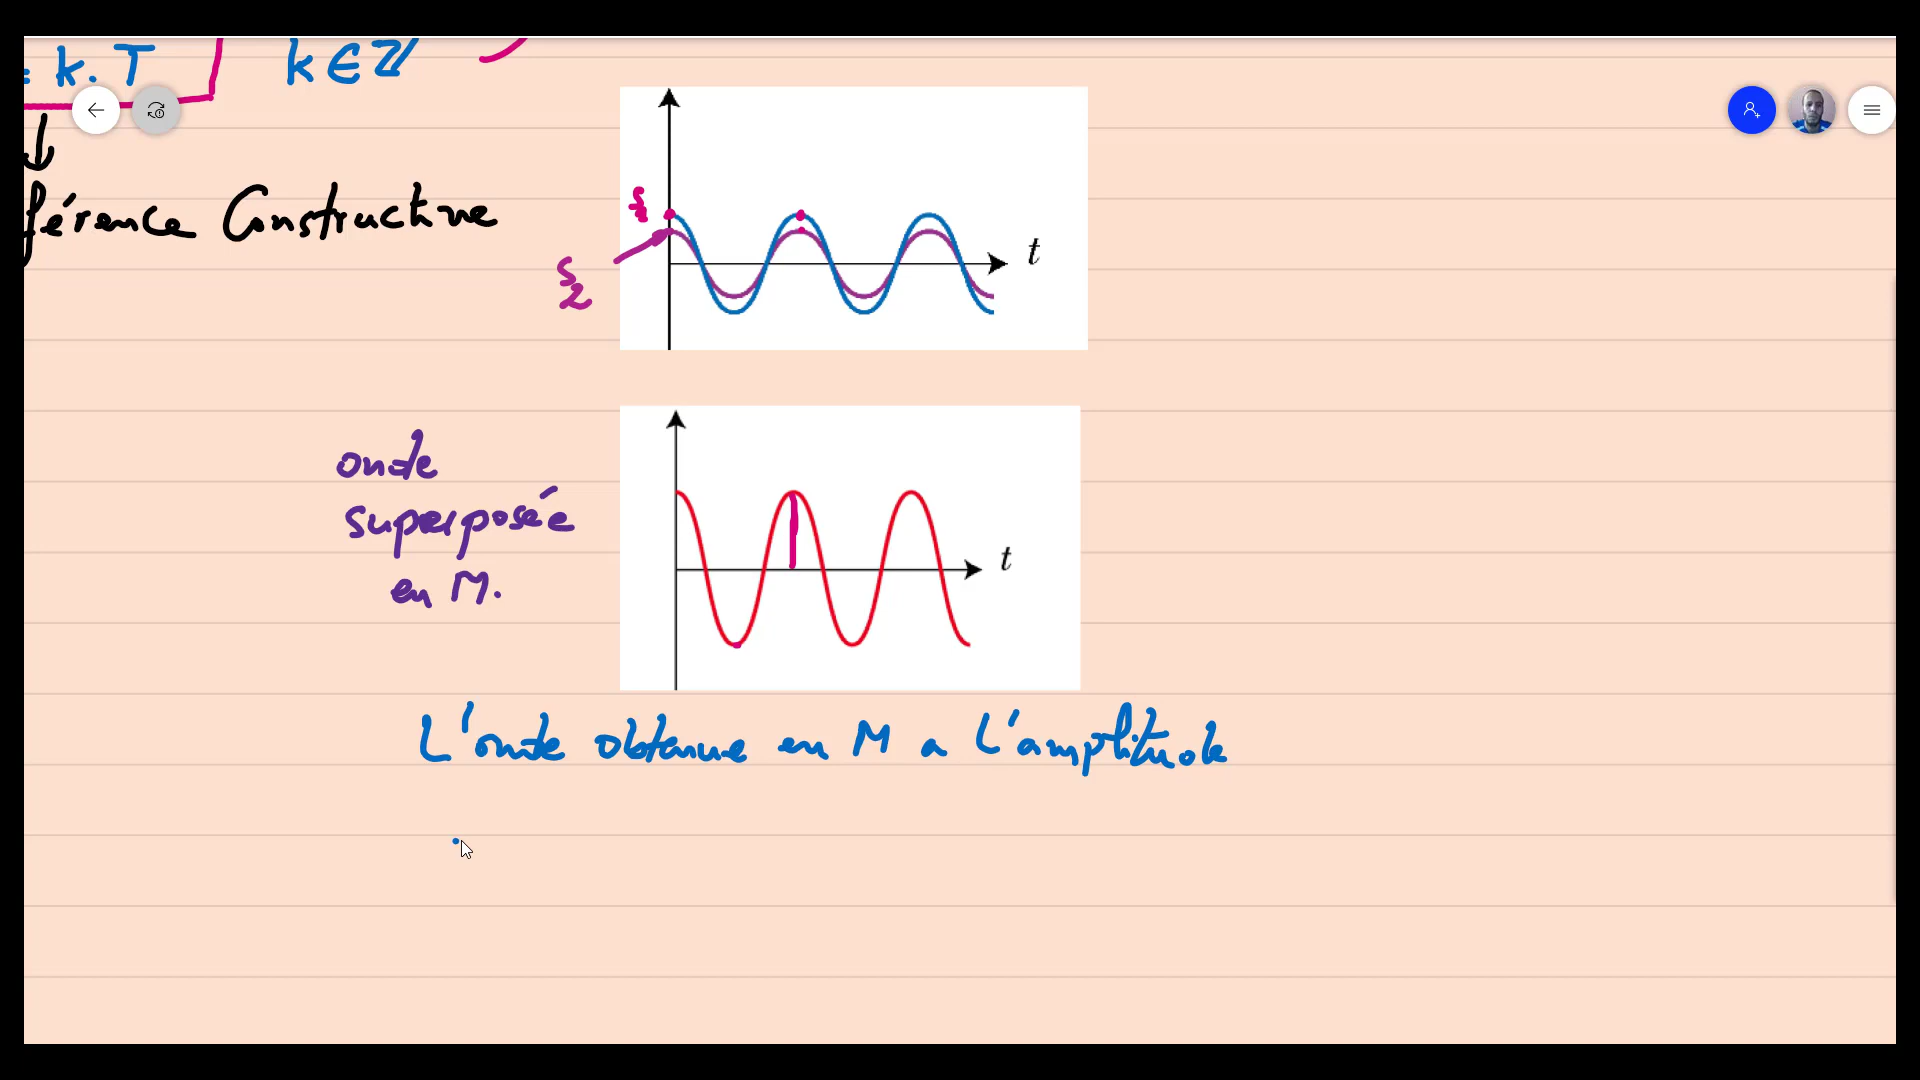 = k.T k∈ℤ
férence Constructive
S1
S2
t
onde
superposée
en M.
t
L'onde obtenue en M a L'amplitude